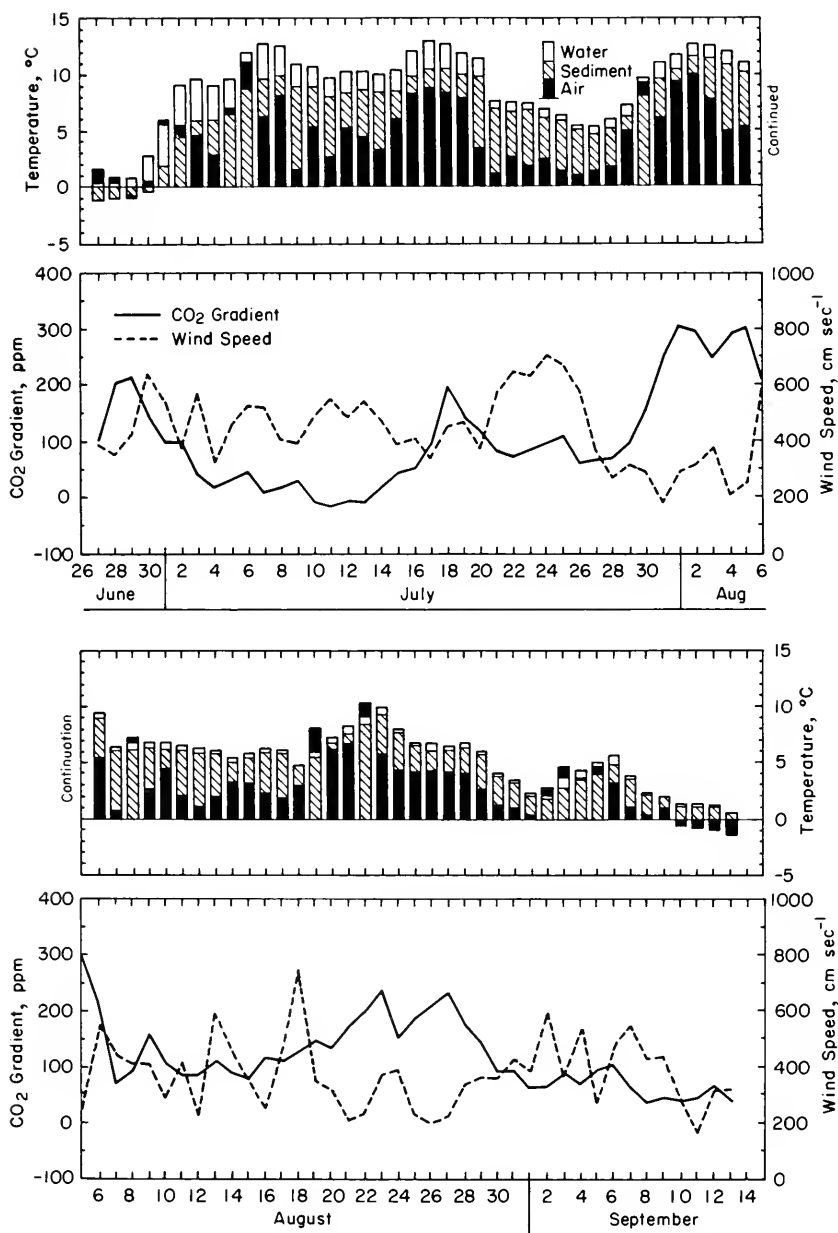 15
10
5
0
-5
Temperature, °C
Water
Sediment
Air
Continued
400
300
200
100
0
-100
CO2 Gradient, ppm
CO2 Gradient
Wind Speed
1000
800
600
400
200
0
Wind Speed, cm sec-1
26 28 30 2 4 6 8 10 12 14 16 18 20 22 24 26 28 30 2 4 6
June July Aug
Continuation
15
10
5
0
-5
Temperature, °C
400
300
200
100
0
-100
CO2 Gradient, ppm
1000
800
600
400
200
0
Wind Speed, cm sec-1
6 8 10 12 14 16 18 20 22 24 26 28 30 2 4 6 8 10 12 14
August September